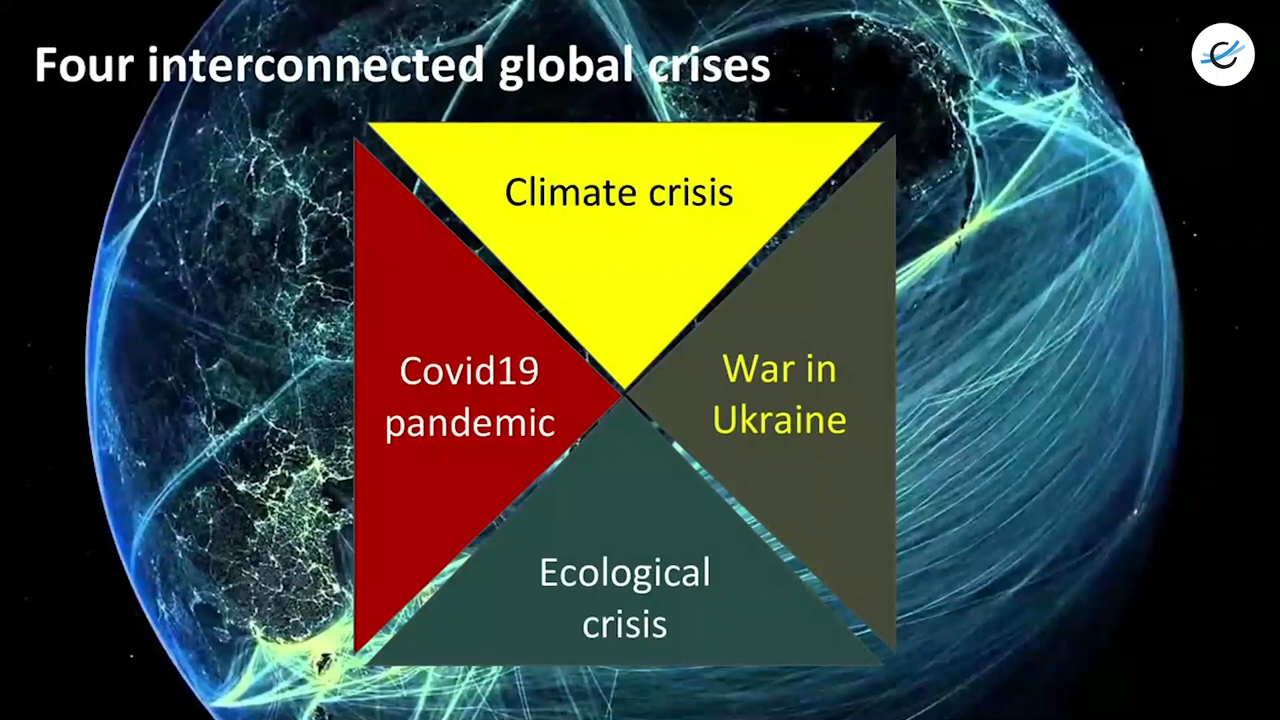 Four interconnected global crises
Climate crisis
Covid19
pandemic
War in
Ukraine
Ecological
crisis